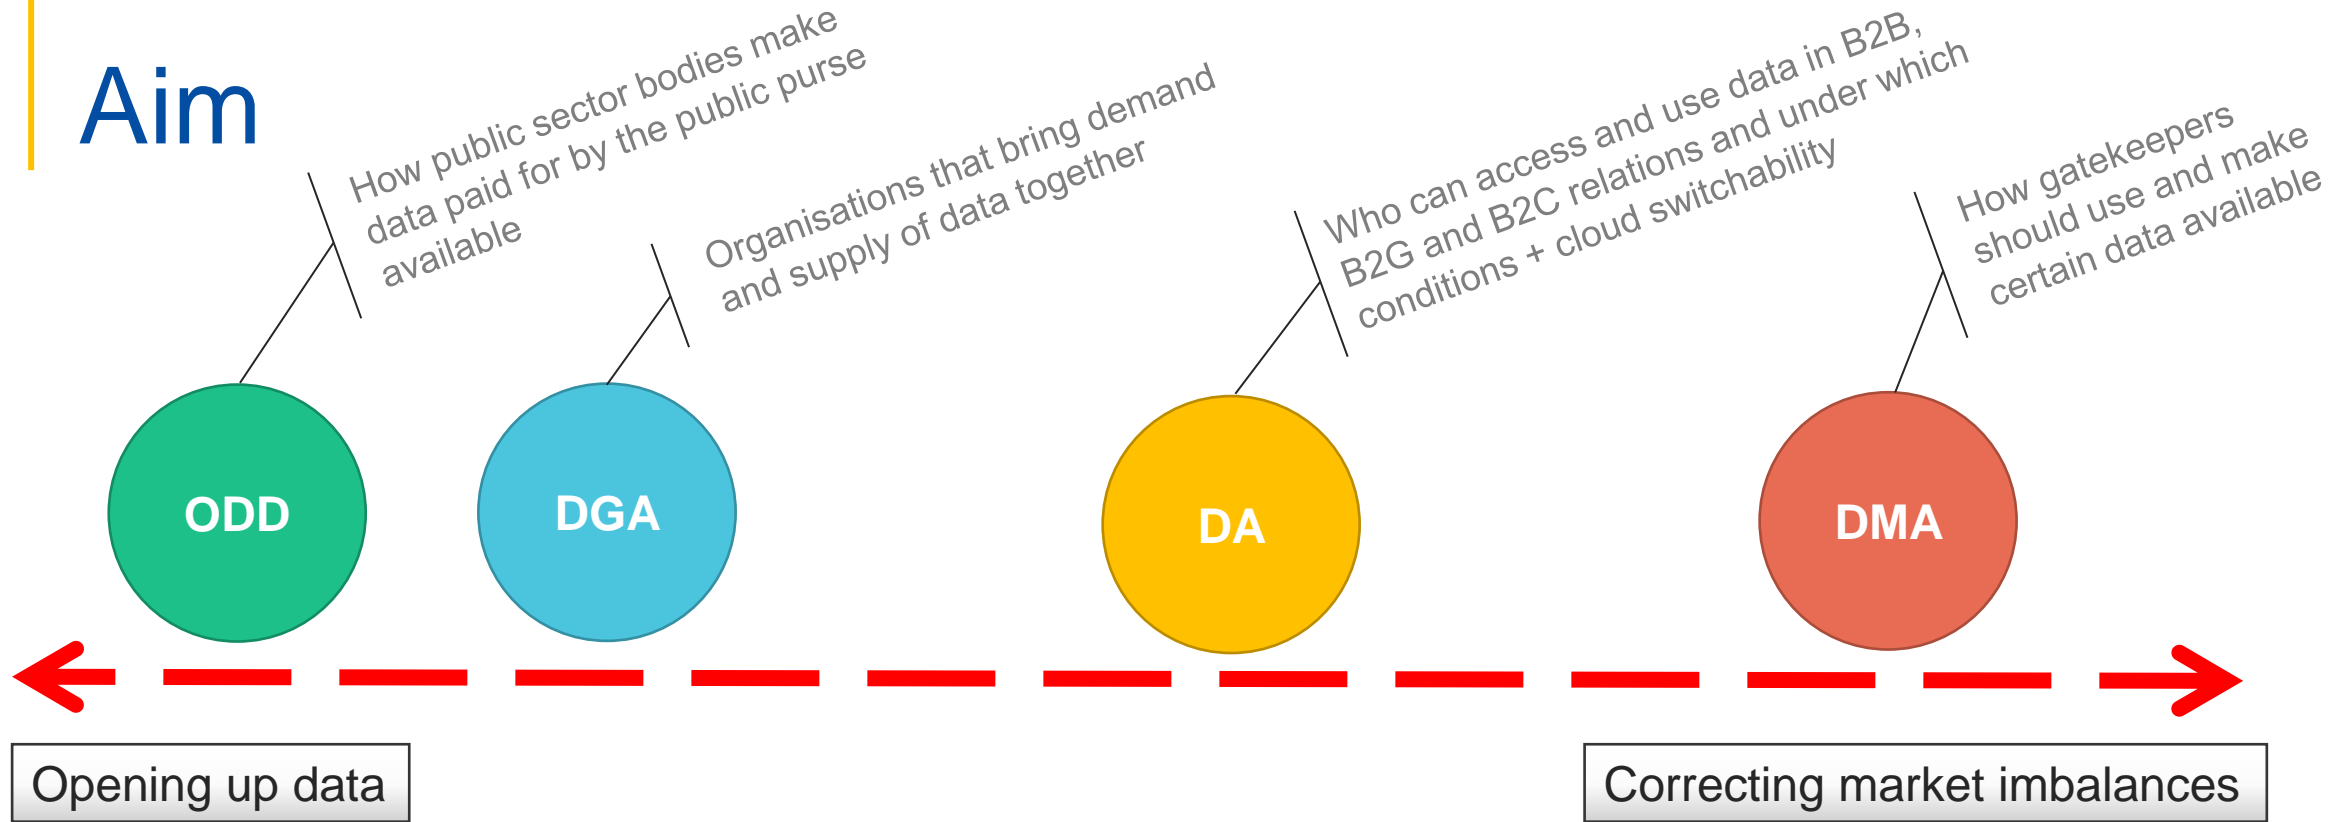 Aim
How public sector bodies make
data paid for by the public purse
available
Organisations that bring demand
and supply of data together
Who can access and use data in B2B,
B2G and B2C relations and under which
conditions + cloud switchability
How gatekeepers
should use and make
certain data available
ODD
DGA
DA
DMA
Opening up data
Correcting market imbalances